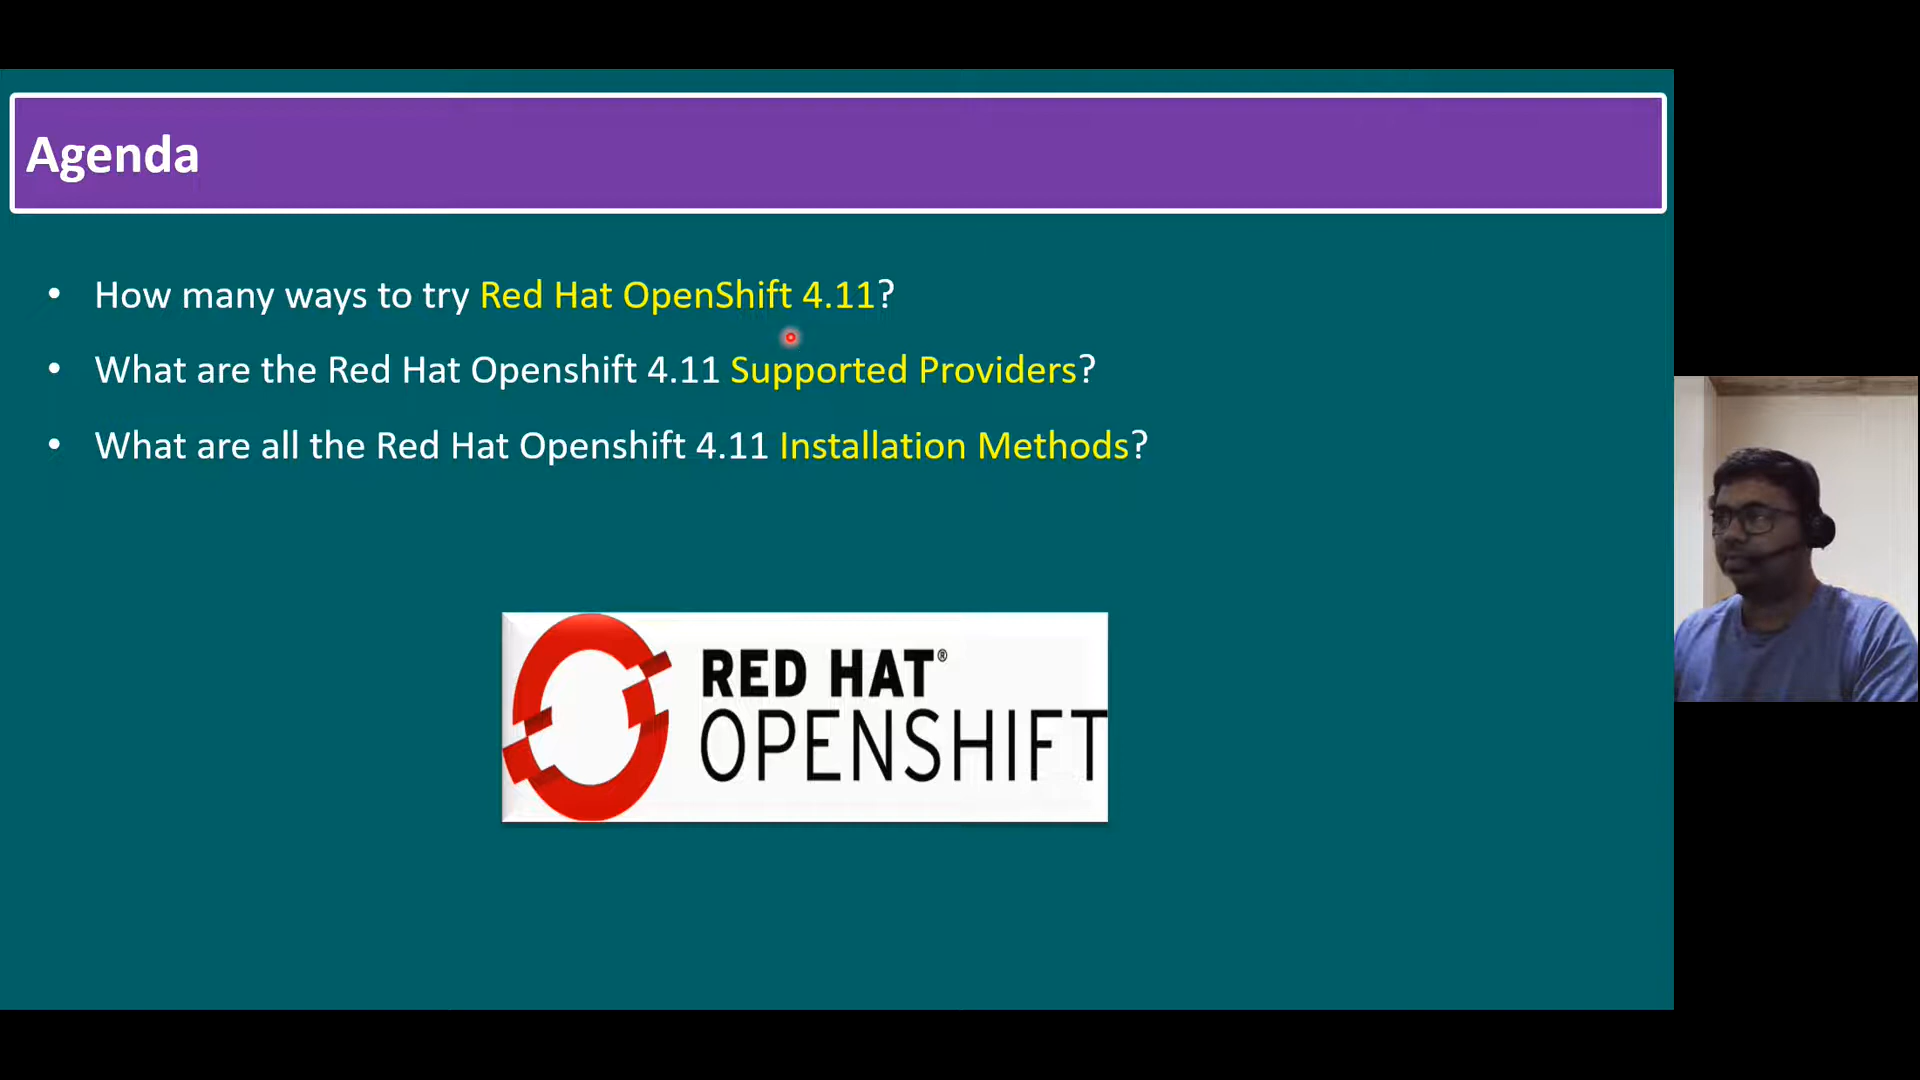 Agenda
• How many ways to try Red Hat OpenShift 4.11?
• What are the Red Hat Openshift 4.11 Supported Providers?
• What are all the Red Hat Openshift 4.11 Installation Methods?
RED HAT®
OPENSHIFT